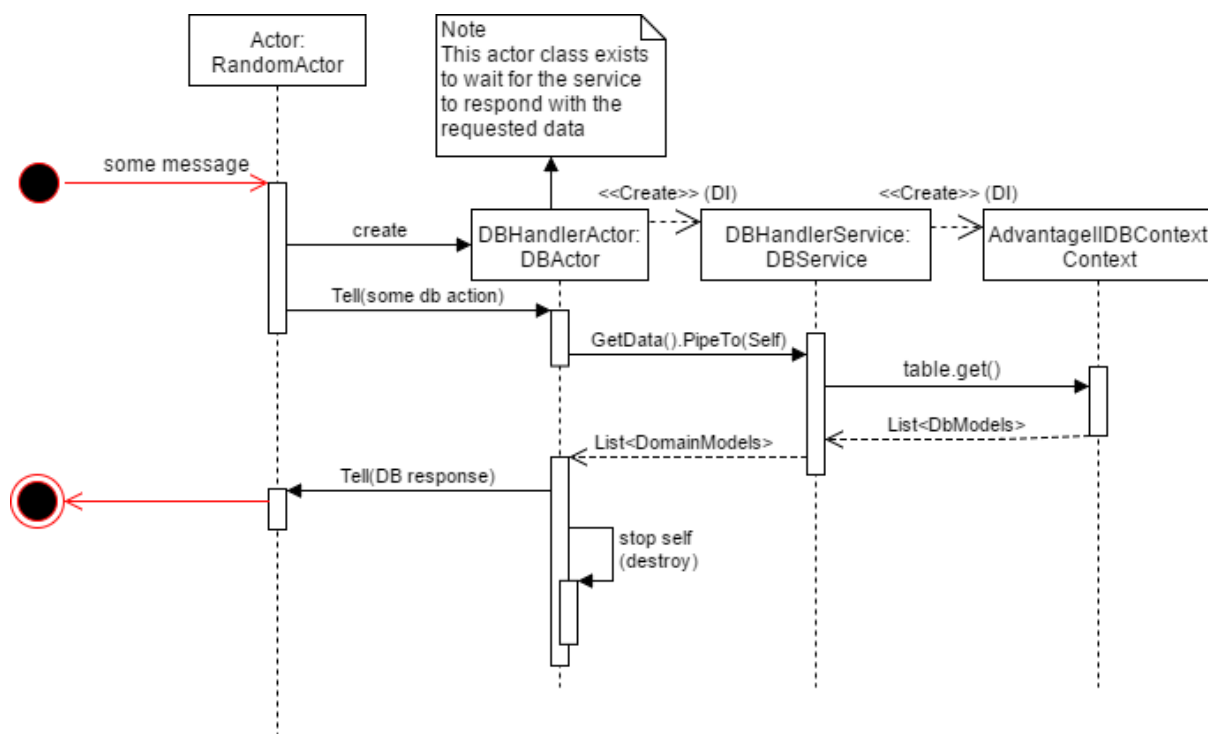 Actor:
RandomActor
Note
This actor class exists
to wait for the service
to respond with the
requested data
some message
<<Create>> (DI)
<<Create>> (DI)
create
DBHandlerActor:
DBActor
DBHandlerService:
DBService
AdvantageIIDBContext
Context
Tell(some db action)
GetData().PipeTo(Self)
table.get()
List<DbModels>
List<DomainModels>
Tell(DB response)
stop self
(destroy)